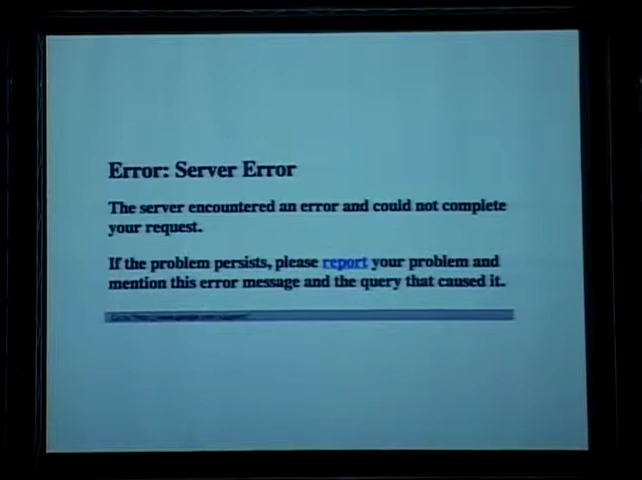 Error: Server Error
The server encountered an error and could not complete
your request.
If the problem persists, please report your problem and
mention this error message and the query that caused it.